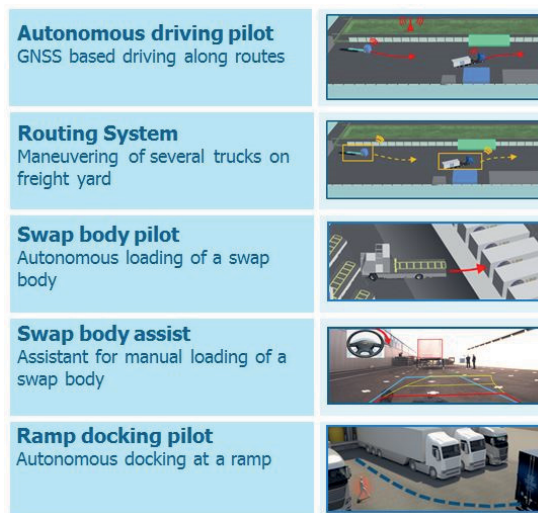 Autonomous driving pilot
GNSS based driving along routes
Routing System
Maneuvering of several trucks on
freight yard
Swap body pilot
Autonomous loading of a swap
body
Swap body assist
Assistant for manual loading of a
swap body
Ramp docking pilot
Autonomous docking at a ramp